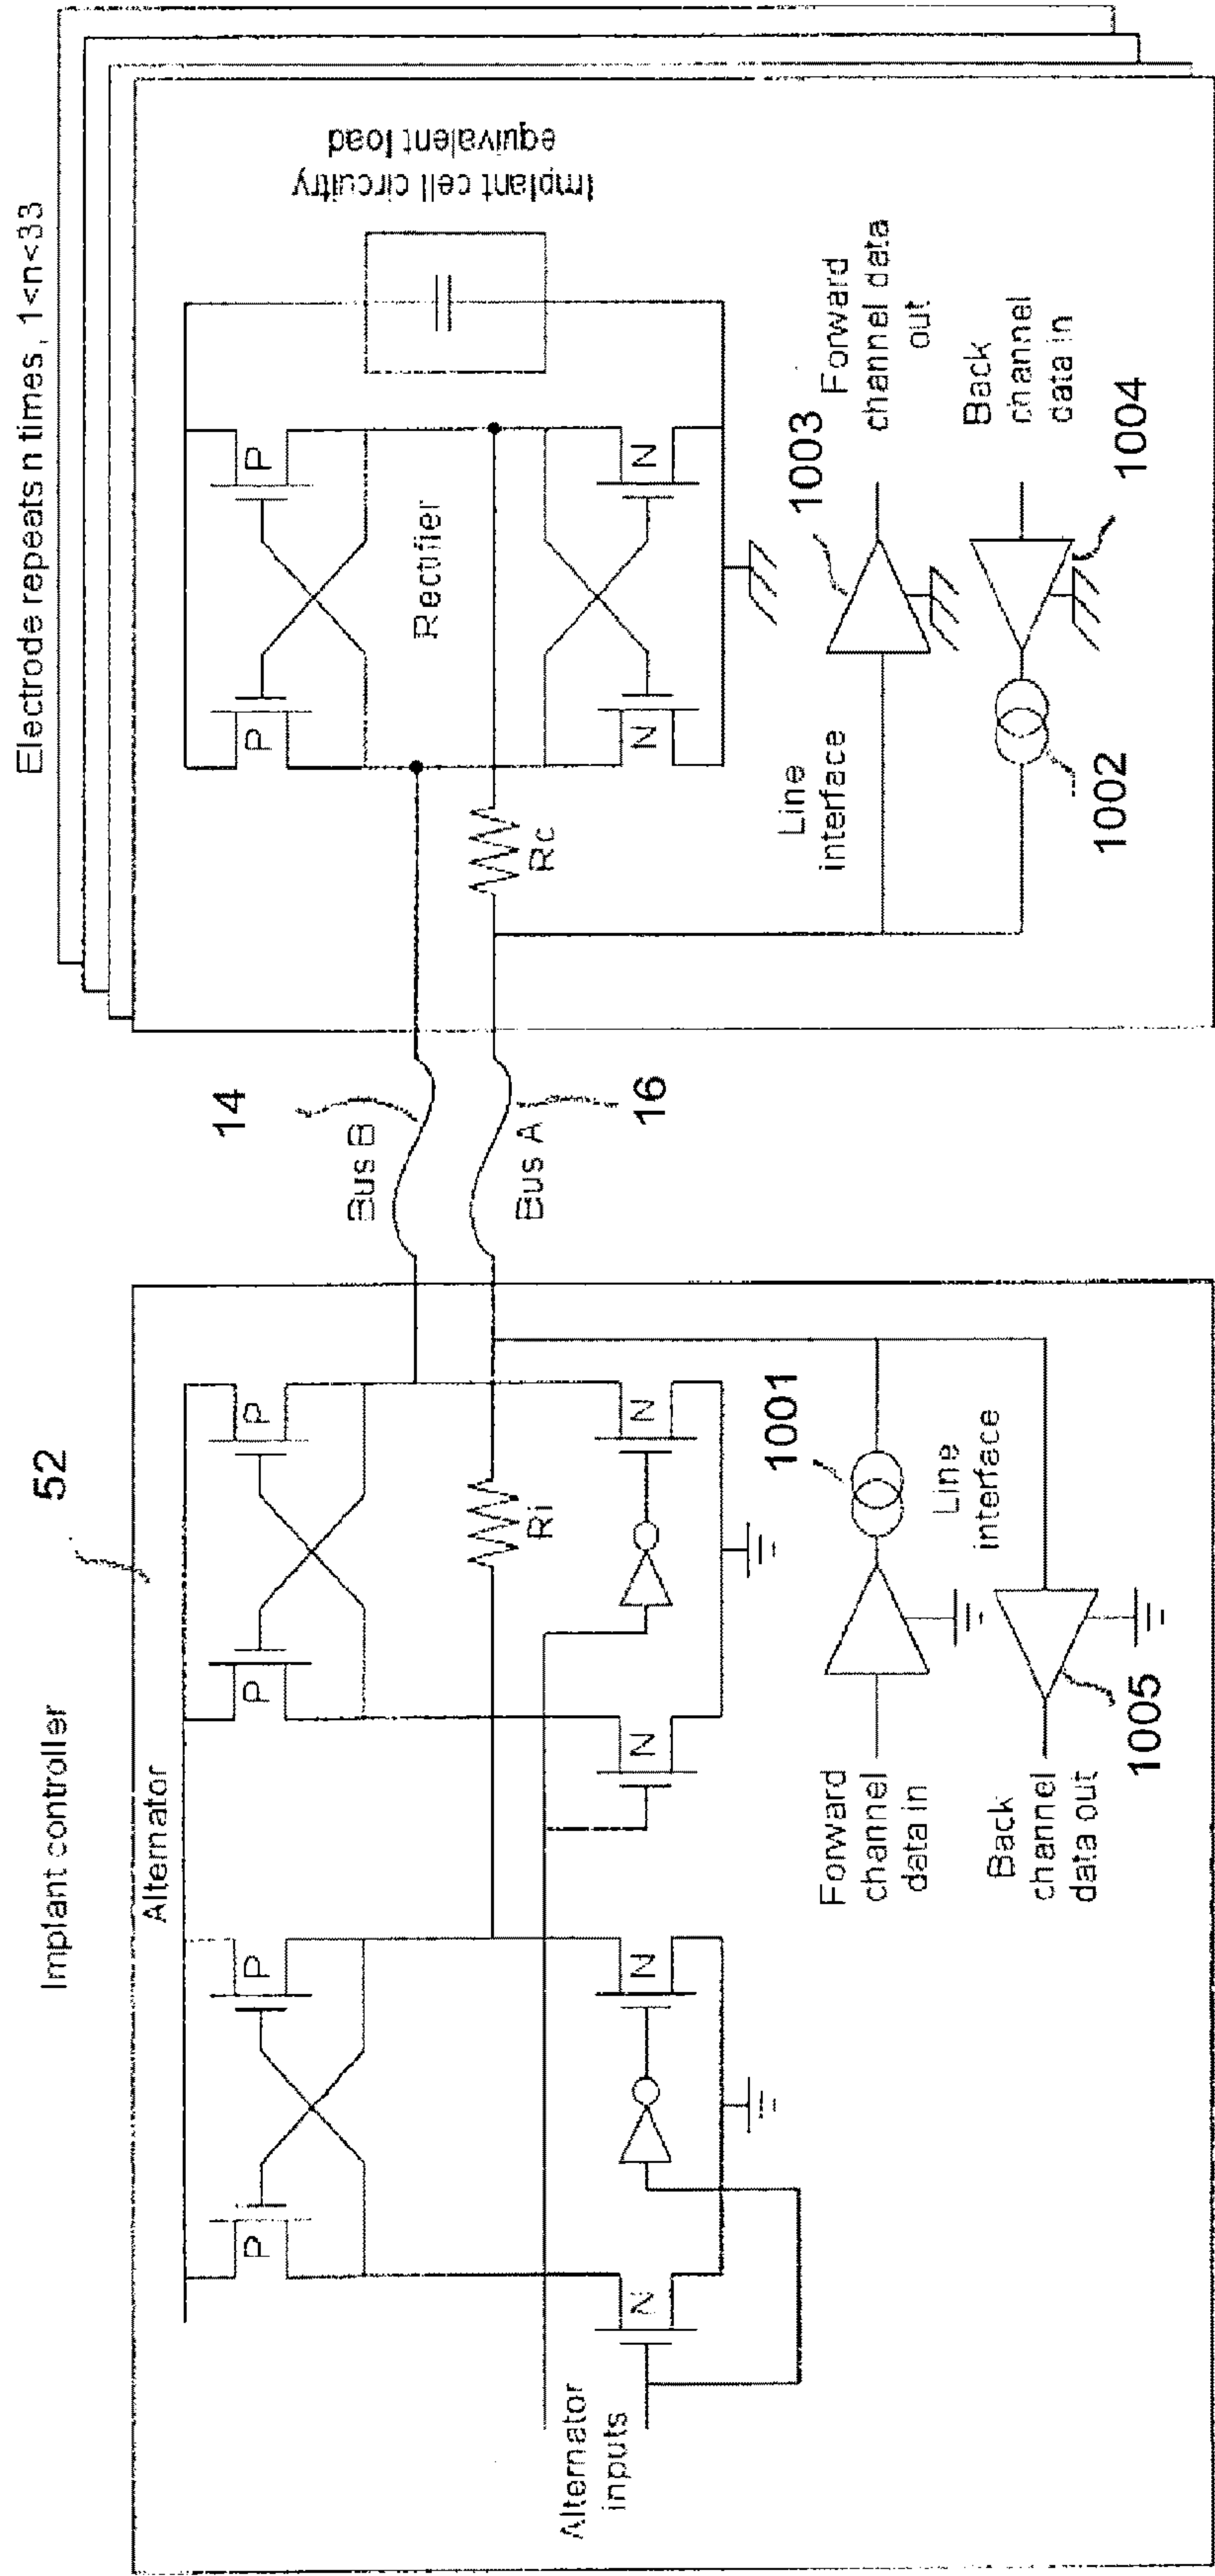 Implant controller
52
Alternator
P
P
P
P
Ri
N
N
N
N
Alternator
inputs
Forward
channel
data in
1001
Line
interface
Back
channel
data out
1005
14
Bus B
Bus A
16
Electrode repeats n times, 1<n<33
P
P
Rectifier
Rc
N
N
Implant cell circuitry
equivalent load
Line
interface
1003
Forward
channel data
out
1002
Back
channel
data in
1004